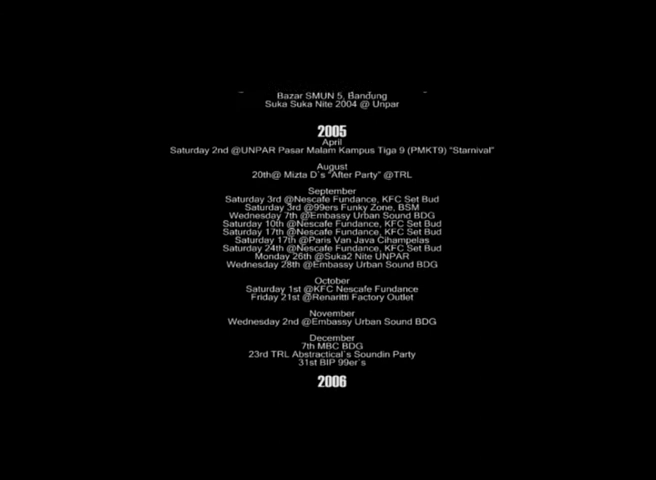 Bazar SMUN 5, Bandung
Suka Suka Nite 2004 @ Unpar
2005
April
Saturday 2nd @UNPAR Pasar Malam Kampus Tiga 9 (PMKT9) "Starnival"
August
20th@ Mizta D`s "After Party" @TRL
September
Saturday 3rd @Nescafe Fundance, KFC Set Bud
Saturday 3rd @99ers Funky Zone, BSM
Wednesday 7th @Embassy Urban Sound BDG
Saturday 10th @Nescafe Fundance, KFC Set Bud
Saturday 17th @Nescafe Fundance, KFC Set Bud
Saturday 17th @Paris Van Java Cihampelas
Saturday 24th @Nescafe Fundance, KFC Set Bud
Monday 26th @Suka2 Nite UNPAR
Wednesday 28th @Embassy Urban Sound BDG
October
Saturday 1st @KFC Nescafe Fundance
Friday 21st @Renaritti Factory Outlet
November
Wednesday 2nd @Embassy Urban Sound BDG
December
7th MBC BDG
23rd TRL Abstractical`s Soundin Party
31st BIP 99er`s
2006